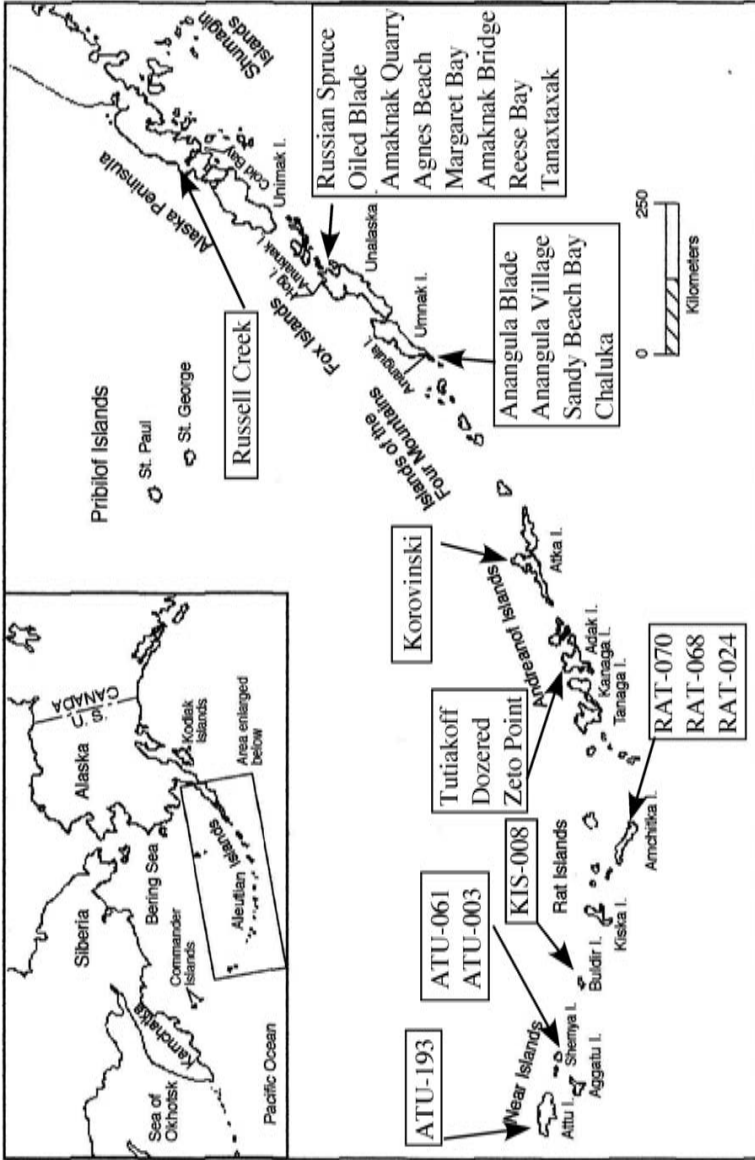 Siberia
Alaska
CANADA
U.S.
Bering Sea
Sea of
Okhotsk
Kamchatka
Commander
Islands
Aleutian Islands
Kodiak
Islands
Area enlarged
below
Pacific Ocean
Pribilof Islands
St. Paul
St. George
Shumagin
Islands
Alaska Peninsula
Cold Bay
Unimak I.
Russell Creek
Fox Islands
Hog I.
Amaknak I.
Unalaska
Russian Spruce
Oiled Blade
Amaknak Quarry
Agnes Beach
Margaret Bay
Amaknak Bridge
Reese Bay
Tanaxtaxak
Anangula I.
Umnak I.
Anangula Blade
Anangula Village
Sandy Beach Bay
Chaluka
Islands of the
Four Mountains
Korovinski
Andreanof Islands
Atka I.
Tutiakoff
Dozered
Zeto Point
Adak I.
Kanaga I.
Tanaga I.
RAT-070
RAT-068
RAT-024
Amchitka I.
Rat Islands
KIS-008
Kiska I.
Buldir I.
ATU-061
ATU-003
Near Islands
Shemya I.
Aggatu I.
Attu I.
ATU-193
0
250
Kilometers